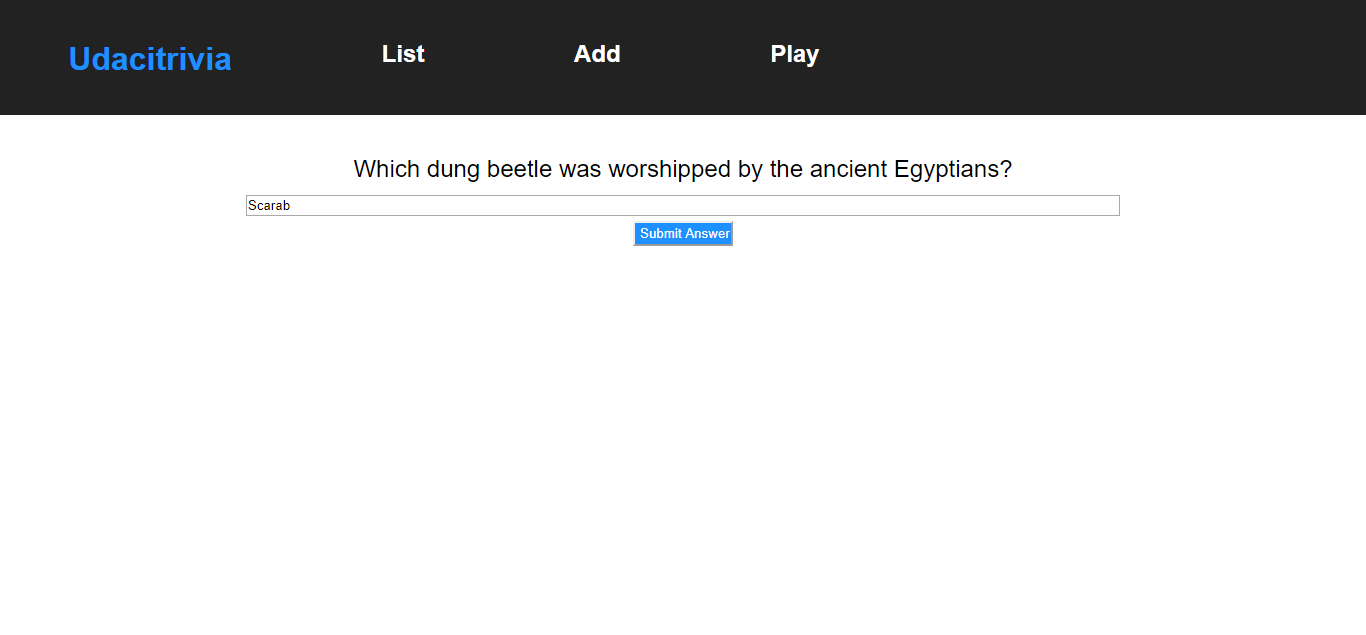 Udacitrivia List Add Play
Which dung beetle was worshipped by the ancient Egyptians?
Scarab
Submit Answer